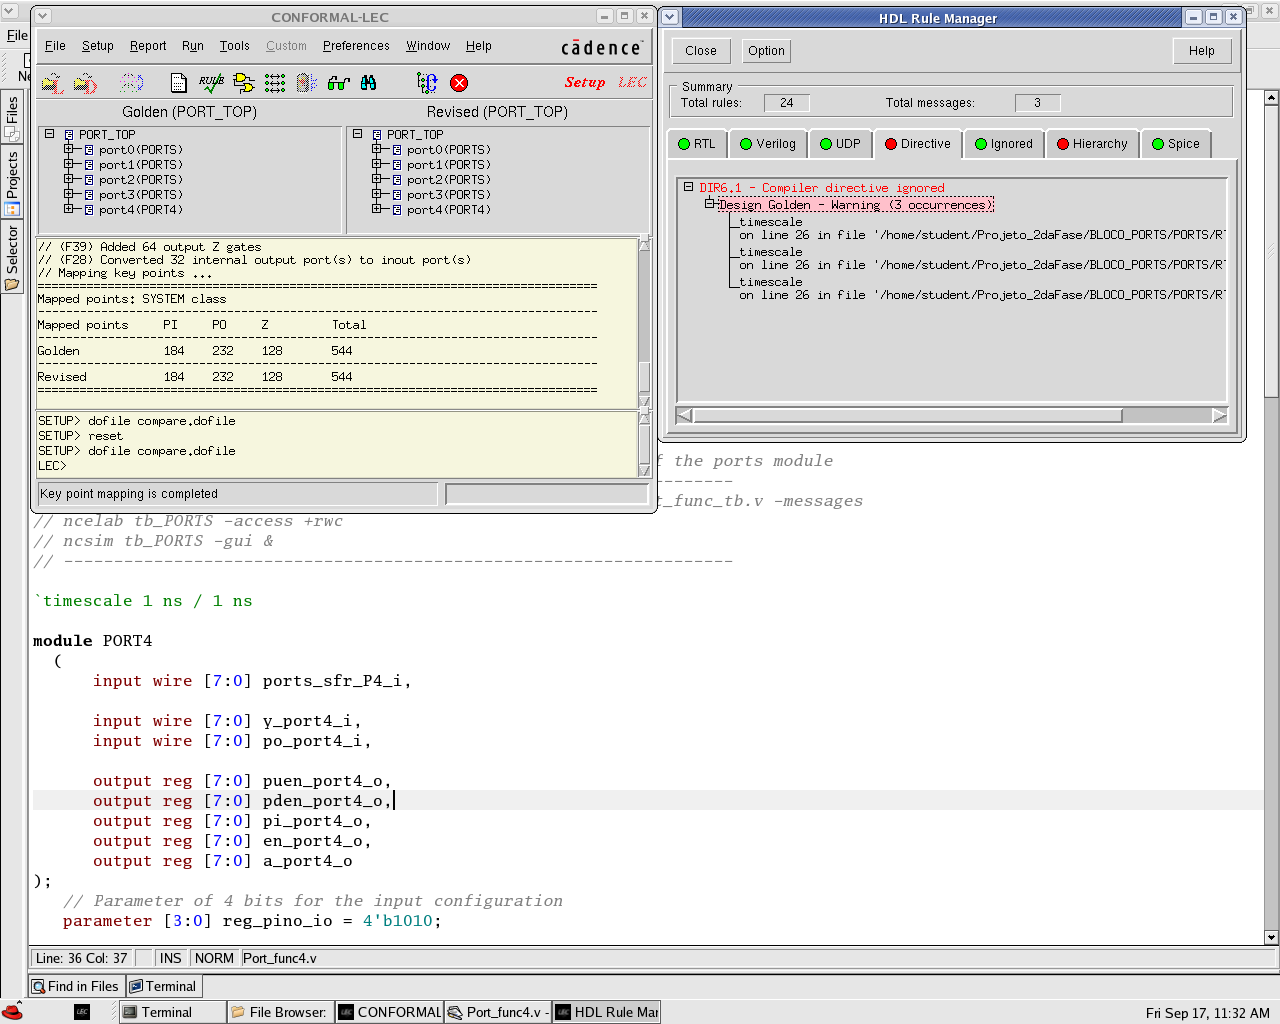 CONFORMAL-LEC
File Setup Report Run Tools Custom Preferences Window Help cādence
RULE Setup LEC
Golden (PORT_TOP) Revised (PORT_TOP)
PORT_TOP
port0(PORTS)
port1(PORTS)
port2(PORTS)
port3(PORTS)
port4(PORT4)
PORT_TOP
port0(PORTS)
port1(PORTS)
port2(PORTS)
port3(PORTS)
port4(PORT4)
// (F39) Added 64 output Z gates
// (F28) Converted 32 internal output port(s) to inout port(s)
// Mapping key points ...
================================================================================
Mapped points: SYSTEM class
--------------------------------------------------------------------------------
Mapped points PI PO Z Total
--------------------------------------------------------------------------------
Golden 184 232 128 544
--------------------------------------------------------------------------------
Revised 184 232 128 544
================================================================================
SETUP> dofile compare.dofile
SETUP> reset
SETUP> dofile compare.dofile
LEC>
Key point mapping is completed
HDL Rule Manager
Close Option Help
Summary
Total rules: 24 Total messages: 3
RTL Verilog UDP Directive Ignored Hierarchy Spice
DIR6.1 - Compiler directive ignored
Design Golden - Warning (3 occurrences)
timescale
on line 26 in file '/home/student/Projeto_2daFase/BLOCO_PORTS/PORTS/RT
timescale
on line 26 in file '/home/student/Projeto_2daFase/BLOCO_PORTS/PORTS/RT
timescale
on line 26 in file '/home/student/Projeto_2daFase/BLOCO_PORTS/PORTS/RT
File
Ne
Files
Projects
Selector
f the ports module
--------
t_func_tb.v -messages
// ncelab tb_PORTS -access +rwc
// ncsim tb_PORTS -gui &
// -------------------------------------------------------------------
`timescale 1 ns / 1 ns
module PORT4
(
input wire [7:0] ports_sfr_P4_i,
input wire [7:0] y_port4_i,
input wire [7:0] po_port4_i,
output reg [7:0] puen_port4_o,
output reg [7:0] pden_port4_o,
output reg [7:0] pi_port4_o,
output reg [7:0] en_port4_o,
output reg [7:0] a_port4_o
);
// Parameter of 4 bits for the input configuration
parameter [3:0] reg_pino_io = 4'b1010;
Line: 36 Col: 37 INS NORM Port_func4.v
Find in Files Terminal
LEC Terminal File Browser: LEC CONFORMAL Port_func4.v - LEC HDL Rule Mar Fri Sep 17, 11:32 AM